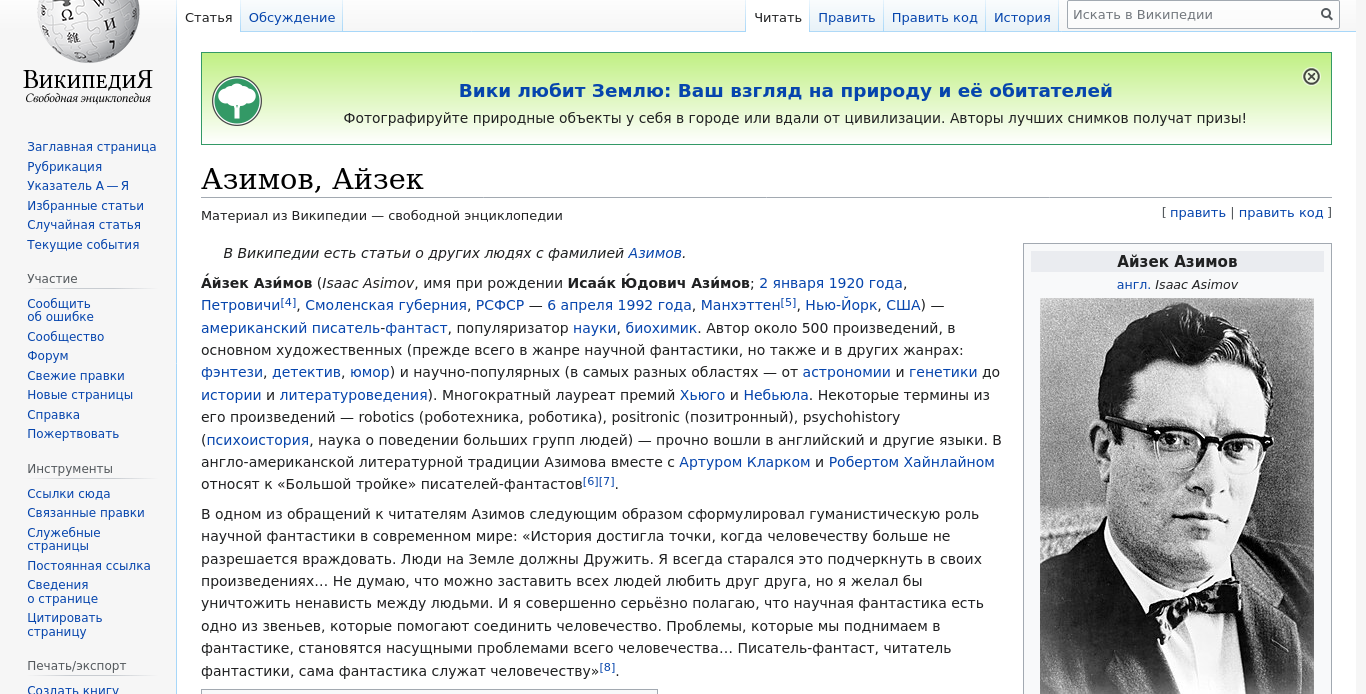 ВикипедиЯ
Свободная энциклопедия
Заглавная страница
Рубрикация
Указатель А — Я
Избранные статьи
Случайная статья
Текущие события
Участие
Сообщить
об ошибке
Сообщество
Форум
Свежие правки
Новые страницы
Справка
Пожертвовать
Инструменты
Ссылки сюда
Связанные правки
Служебные
страницы
Постоянная ссылка
Сведения
о странице
Цитировать
страницу
Печать/экспорт
Создать книгу
Статья Обсуждение Читать Править Править код История Искать в Википедии
Вики любит Землю: Ваш взгляд на природу и её обитателей
Фотографируйте природные объекты у себя в городе или вдали от цивилизации. Авторы лучших снимков получат призы!
Азимов, Айзек
Материал из Википедии — свободной энциклопедии
[ править | править код ]
В Википедии есть статьи о других людях с фамилией Азимов.
А́йзек Ази́мов (Isaac Asimov, имя при рождении Исаа́к Ю́дович Ази́мов; 2 января 1920 года,
Петровичи[4], Смоленская губерния, РСФСР — 6 апреля 1992 года, Манхэттен[5], Нью-Йорк, США) —
американский писатель-фантаст, популяризатор науки, биохимик. Автор около 500 произведений, в
основном художественных (прежде всего в жанре научной фантастики, но также и в других жанрах:
фэнтези, детектив, юмор) и научно-популярных (в самых разных областях — от астрономии и генетики до
истории и литературоведения). Многократный лауреат премий Хьюго и Небьюла. Некоторые термины из
его произведений — robotics (роботехника, роботика), positronic (позитронный), psychohistory
(психоистория, наука о поведении больших групп людей) — прочно вошли в английский и другие языки. В
англо-американской литературной традиции Азимова вместе с Артуром Кларком и Робертом Хайнлайном
относят к «Большой тройке» писателей-фантастов[6][7].
В одном из обращений к читателям Азимов следующим образом сформулировал гуманистическую роль
научной фантастики в современном мире: «История достигла точки, когда человечеству больше не
разрешается враждовать. Люди на Земле должны Дружить. Я всегда старался это подчеркнуть в своих
произведениях… Не думаю, что можно заставить всех людей любить друг друга, но я желал бы
уничтожить ненависть между людьми. И я совершенно серьёзно полагаю, что научная фантастика есть
одно из звеньев, которые помогают соединить человечество. Проблемы, которые мы поднимаем в
фантастике, становятся насущными проблемами всего человечества… Писатель-фантаст, читатель
фантастики, сама фантастика служат человечеству»[8].
Айзек Азимов
англ. Isaac Asimov